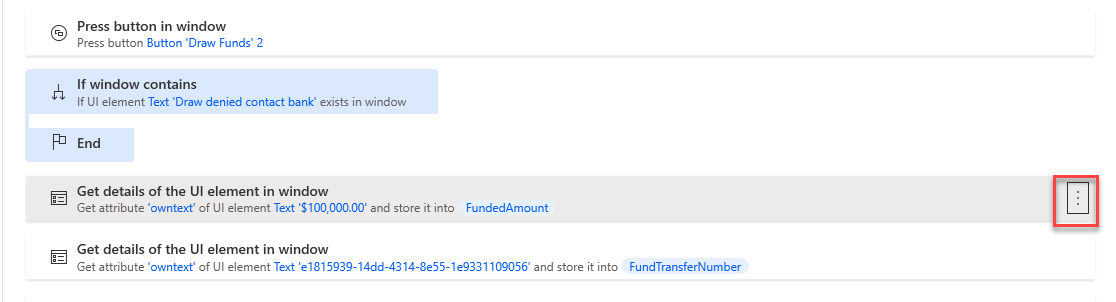 Press button in window
Press button Button 'Draw Funds' 2
If window contains
If UI element Text 'Draw denied contact bank' exists in window
End
Get details of the UI element in window
Get attribute 'owntext' of UI element Text '$100,000.00' and store it into FundedAmount
Get details of the UI element in window
Get attribute 'owntext' of UI element Text 'e1815939-14dd-4314-8e55-1e9331109056' and store it into FundTransferNumber